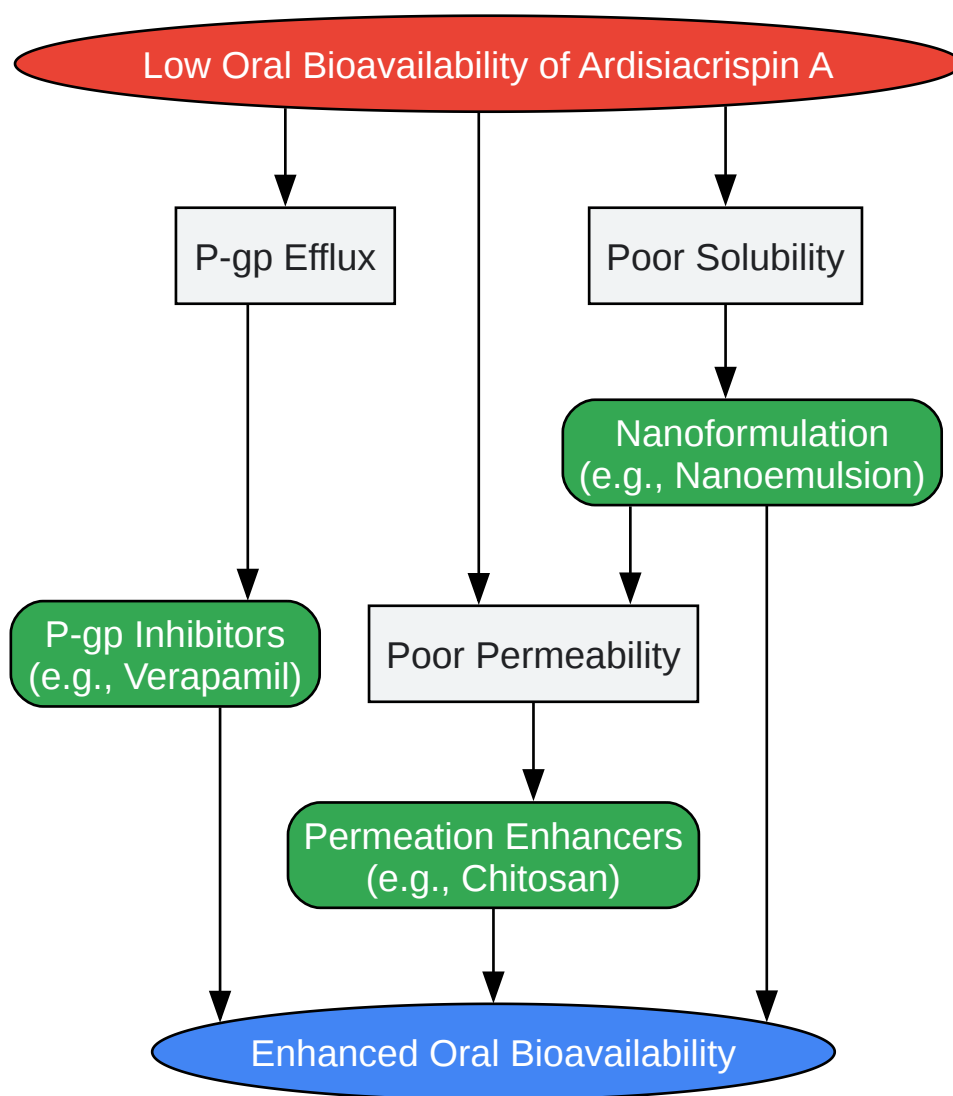 Low Oral Bioavailability of Ardisiacrispin A
P-gp Efflux
Poor Solubility
Nanoformulation
(e.g., Nanoemulsion)
P-gp Inhibitors
(e.g., Verapamil)
Poor Permeability
Permeation Enhancers
(e.g., Chitosan)
Enhanced Oral Bioavailability